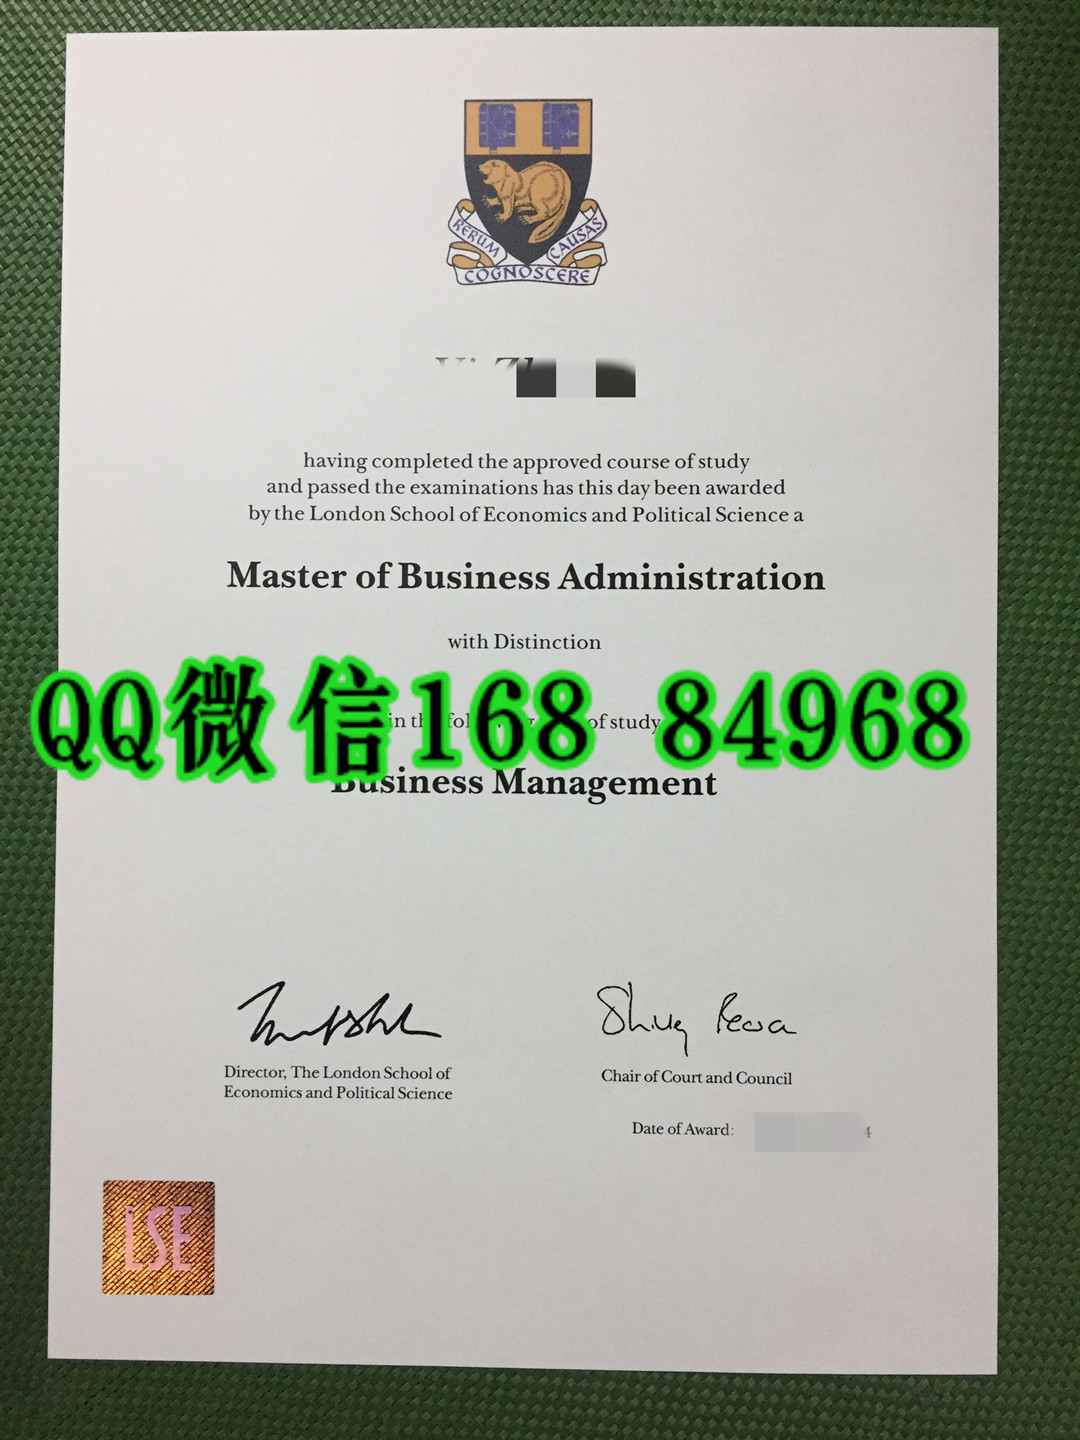 RERUM
CAUSAS
COGNOSCERE
having completed the approved course of study
and passed the examinations has this day been awarded
by the London School of Economics and Political Science a
Master of Business Administration
with Distinction
QQ微信168 84968
in of study
Business Management
Director, The London School of
Economics and Political Science
Chair of Court and Council
Date of Award: 4
LSE